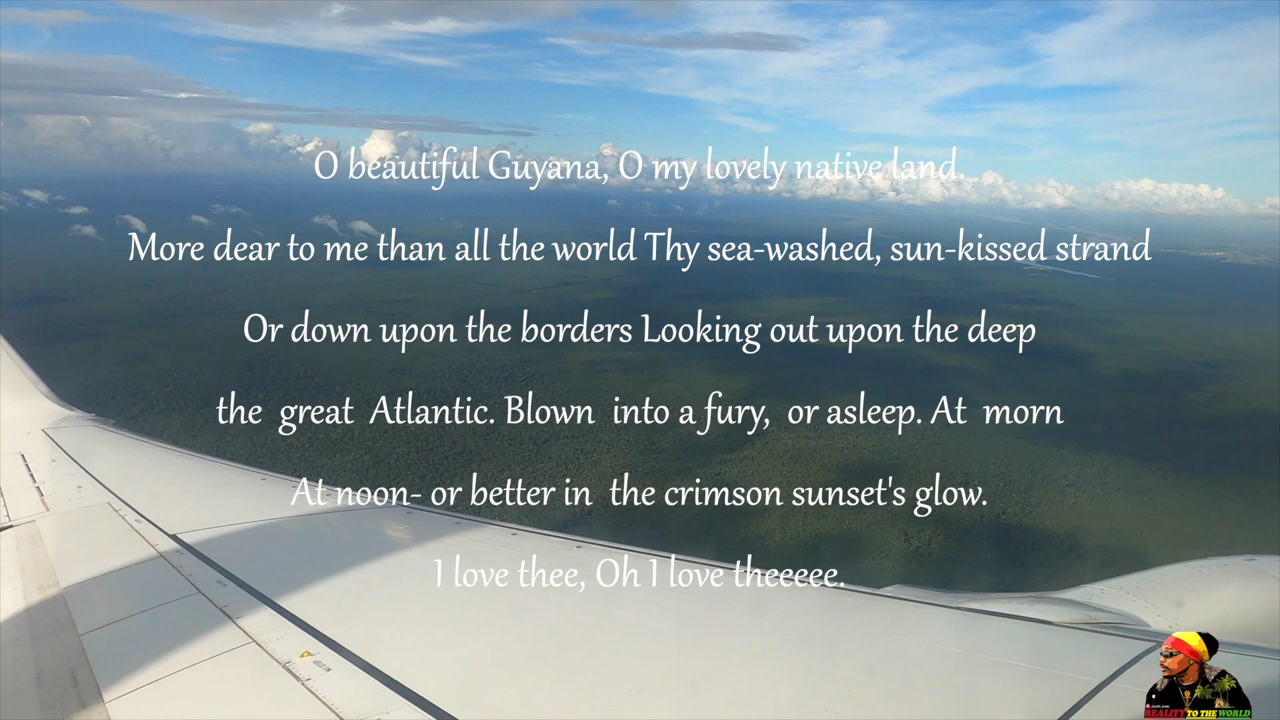 O beautiful Guyana, O my lovely native land.
More dear to me than all the world Thy sea-washed, sun-kissed strand
Or down upon the borders Looking out upon the deep
the great Atlantic. Blown into a fury, or asleep. At morn
At noon- or better in the crimson sunset's glow.
I love thee, Oh I love theeeee.
REALITY TO THE WORLD